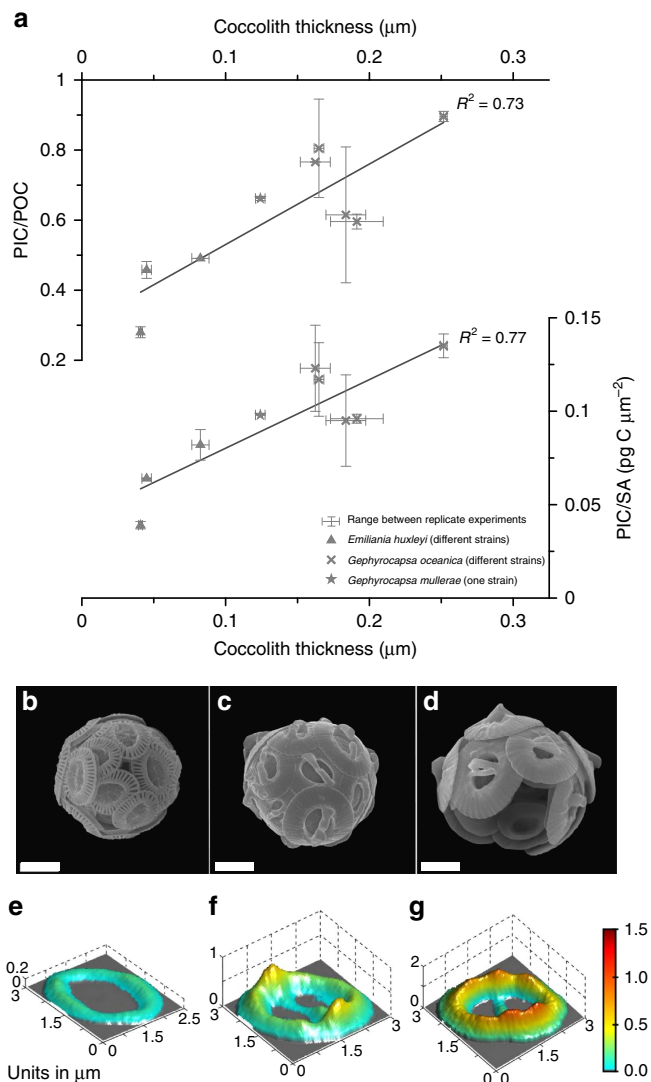 a
Coccolith thickness (μm)
0 0.1 0.2 0.3
1
0.8
0.6
0.4
0.2
PIC/POC
R² = 0.73
R² = 0.77
0.15
0.1
0.05
0
PIC/SA (pg C μm⁻²)
Range between replicate experiments
Emiliania huxleyi (different strains)
Gephyrocapsa oceanica (different strains)
Gephyrocapsa mullerae (one strain)
0 0.1 0.2 0.3
Coccolith thickness (μm)
b c d
e f g
0.2
0
3
1.5
0 0
1.5
2.5
1
0
3
1.5
0 0
1.5
3
2
0
3
1.5
0 0
1.5
3
1.5
1.0
0.5
0.0
Units in μm